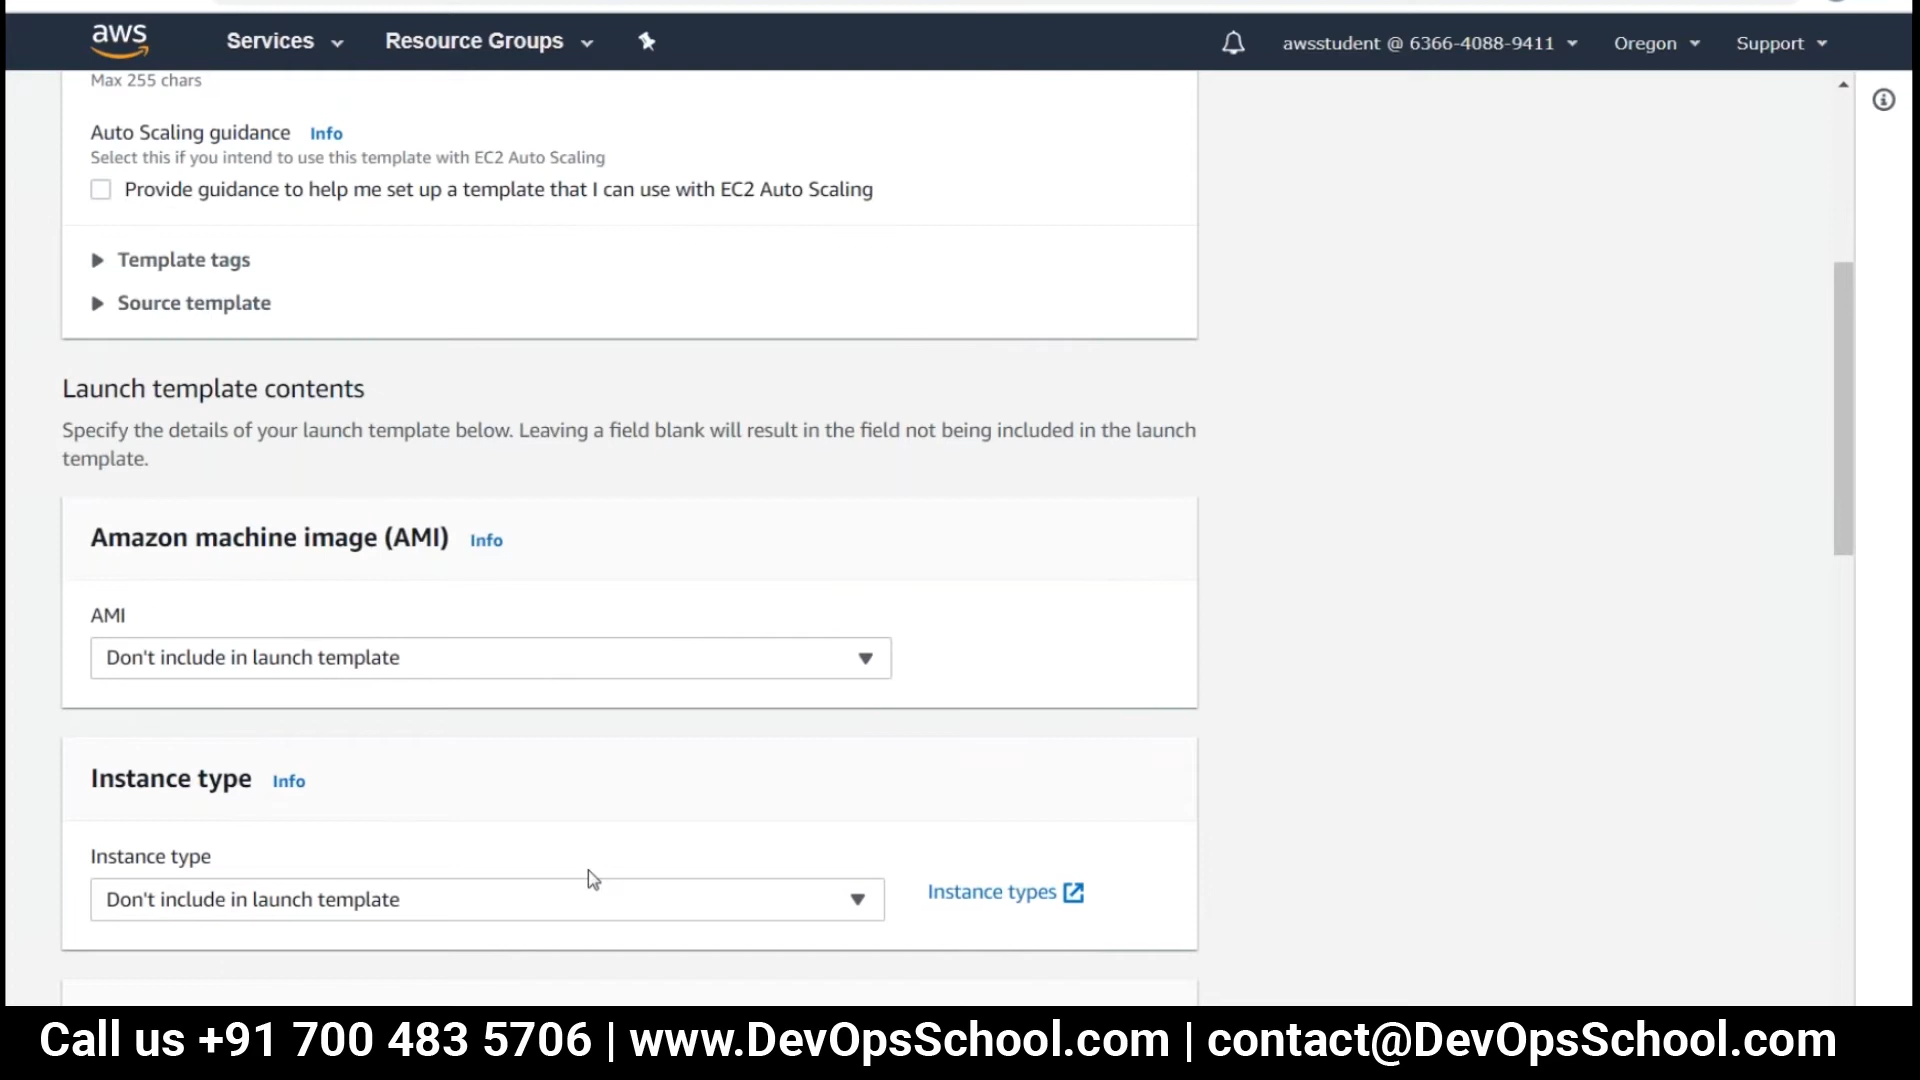 aws Services Resource Groups awsstudent @ 6366-4088-9411 Oregon Support
Max 255 chars
Auto Scaling guidance Info
Select this if you intend to use this template with EC2 Auto Scaling
Provide guidance to help me set up a template that I can use with EC2 Auto Scaling
Template tags
Source template
Launch template contents
Specify the details of your launch template below. Leaving a field blank will result in the field not being included in the launch
template.
Amazon machine image (AMI) Info
AMI
Don't include in launch template
Instance type Info
Instance type
Don't include in launch template
Instance types
Call us +91 700 483 5706 | www.DevOpsSchool.com | contact@DevOpsSchool.com